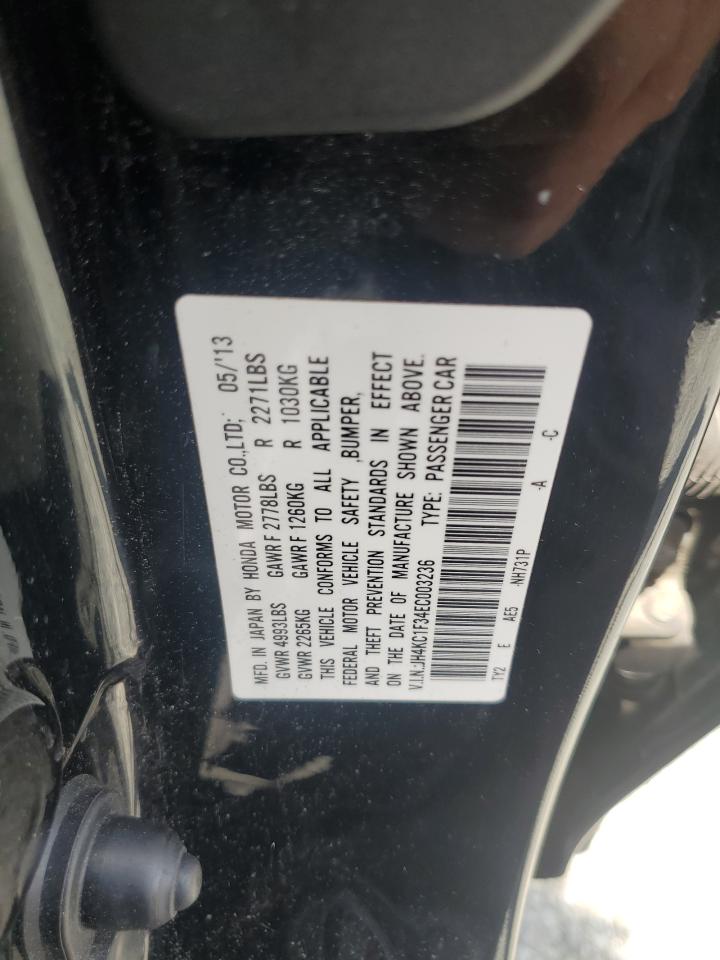 MFD. IN JAPAN BY HONDA MOTOR CO.,LTD; 05/'13
GVWR 4993LBS GAWR F 2778LBS R 2271LBS
GVWR 2265KG GAWR F 1260KG R 1030KG
THIS VEHICLE CONFORMS TO ALL APPLICABLE
FEDERAL MOTOR VEHICLE SAFETY ,BUMPER,
AND THEFT PREVENTION STANDARDS IN EFFECT
ON THE DATE OF MANUFACTURE SHOWN ABOVE.
V.I.N.:JH4KC1F34EC003236 TYPE: PASSENGER CAR
TY2 E AE5 -NH731P -A -C